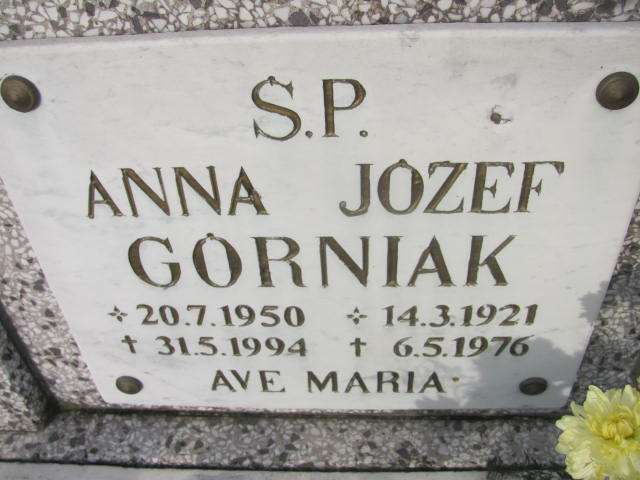 Ś.P.
ANNA JÓZEF
GÓRNIAK
20.7.1950 14.3.1921
† 31.5.1994 † 6.5.1976
AVE MARIA